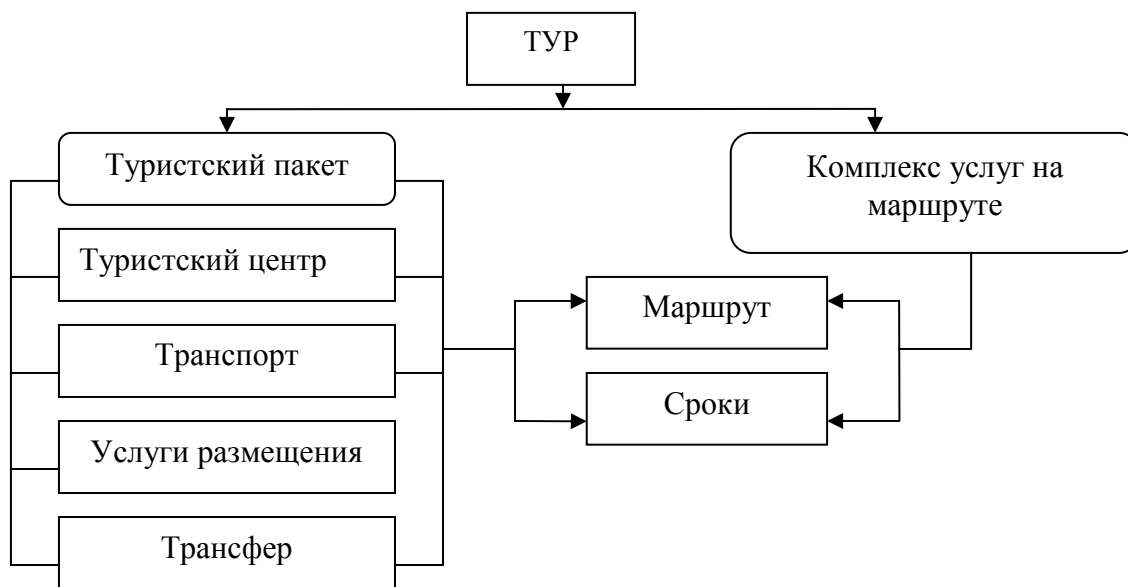 ТУР
Туристский пакет
Комплекс услуг на
маршруте
Туристский центр
Маршрут
Транспорт
Сроки
Услуги размещения
Трансфер